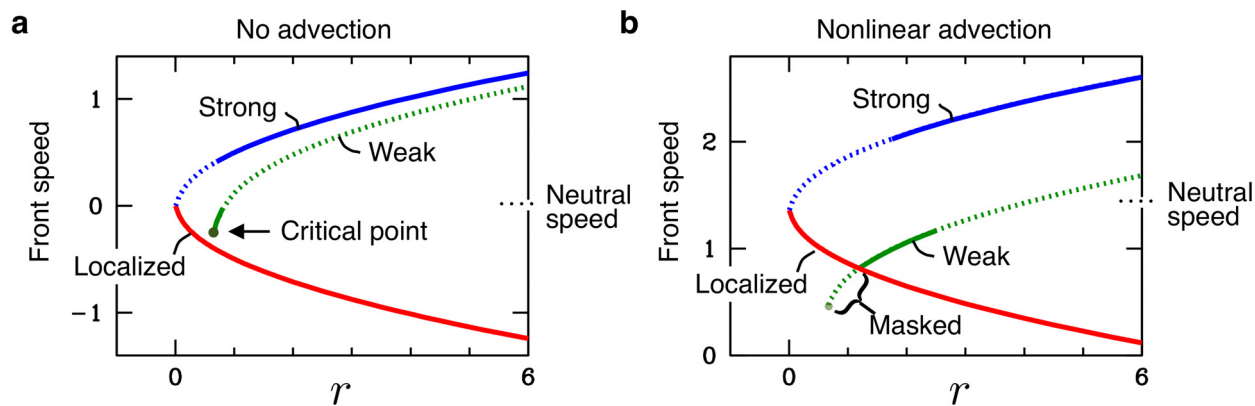 a
No advection
Front speed
1
0
−1
Strong
Weak
Critical point
Localized
Neutral
speed
0
6
r
b
Nonlinear advection
Front speed
2
1
0
Strong
Weak
Localized
Masked
Neutral
speed
0
6
r